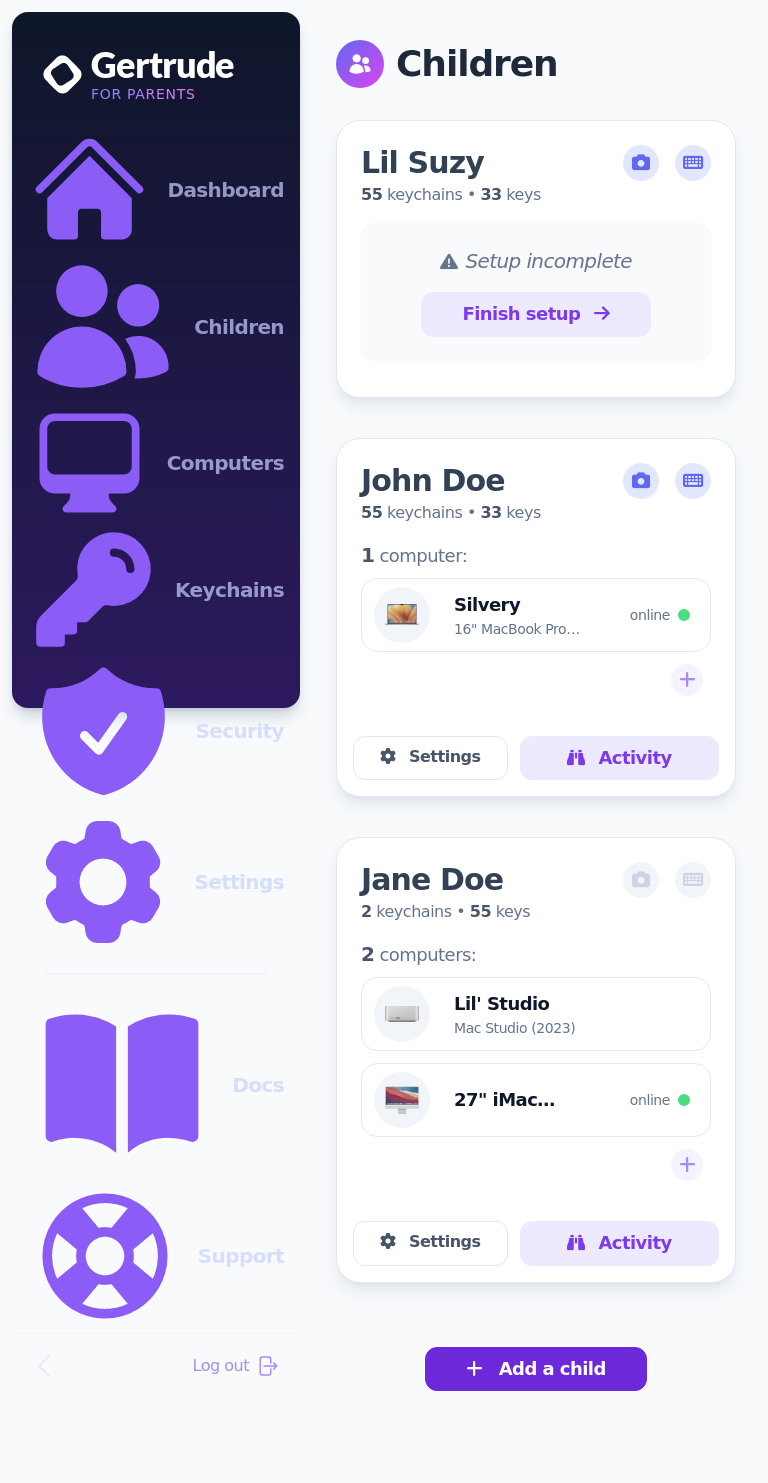 Gertrude
FOR PARENTS
Dashboard
Children
Computers
Keychains
Security
Settings
Docs
Support
Log out
Children
Lil Suzy
55 keychains • 33 keys
Setup incomplete
Finish setup
John Doe
55 keychains • 33 keys
1 computer:
Silvery
16" MacBook Pro…
online
Settings
Activity
Jane Doe
2 keychains • 55 keys
2 computers:
Lil' Studio
Mac Studio (2023)
27" iMac…
online
Settings
Activity
Add a child